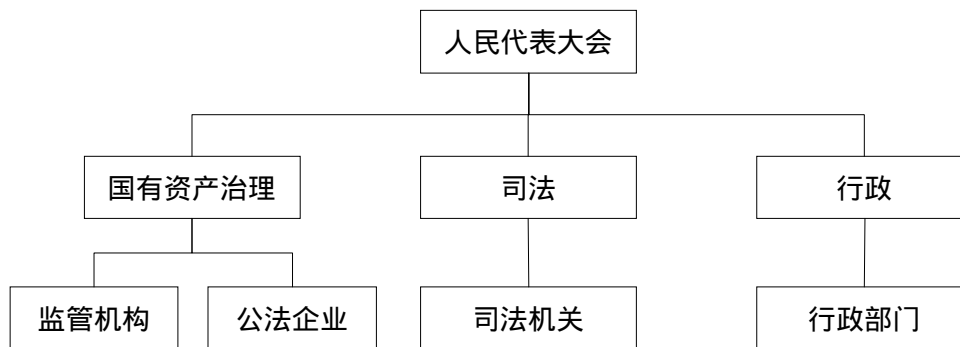 人民代表大会
国有资产治理
司法
行政
监管机构
公法企业
司法机关
行政部门